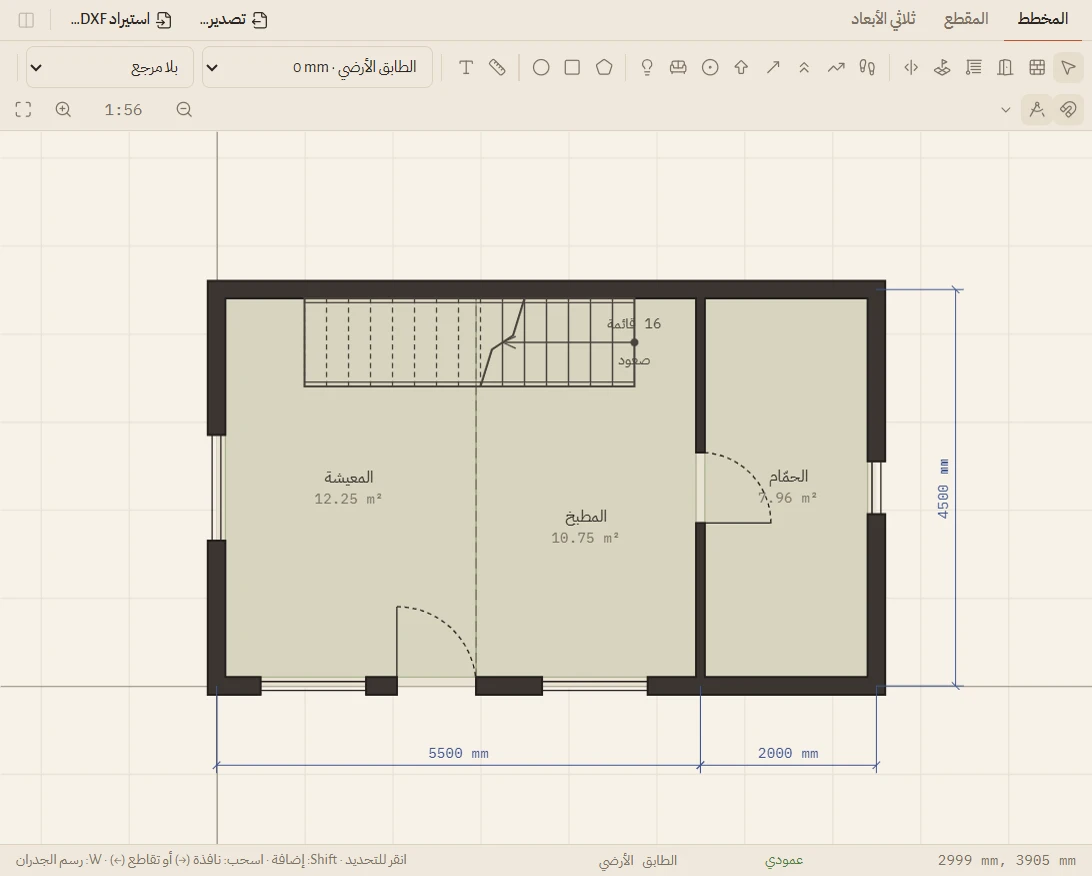 المخطط
المقطع
ثلاثي الأبعاد
تصدير...
استيراد DXF...
الطابق الأرضي · 0 mm
بلا مرجع
1:56
16 قائمة
صعود
المعيشة
12.25 m²
المطبخ
10.75 m²
الحمّام
7.96 m²
4500 mm
5500 mm
2000 mm
انقر للتحديد · Shift: إضافة · اسحب: نافذة (→) أو تقاطع (←) · W: رسم الجدران
الطابق الأرضي
عمودي
2999 mm, 3905 mm